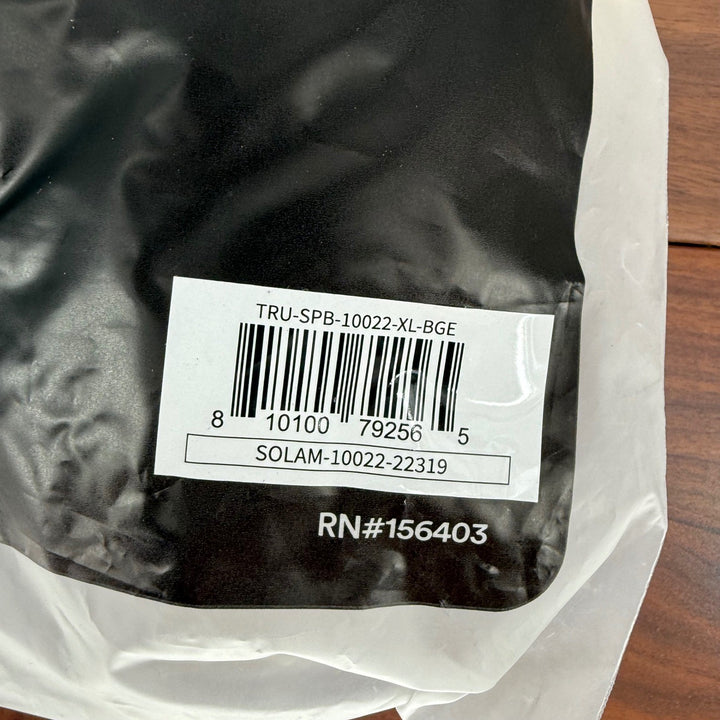 TRU-SPB-10022-XL-BGE
8 10100 79256 5
SOLAM-10022-22319
RN#156403